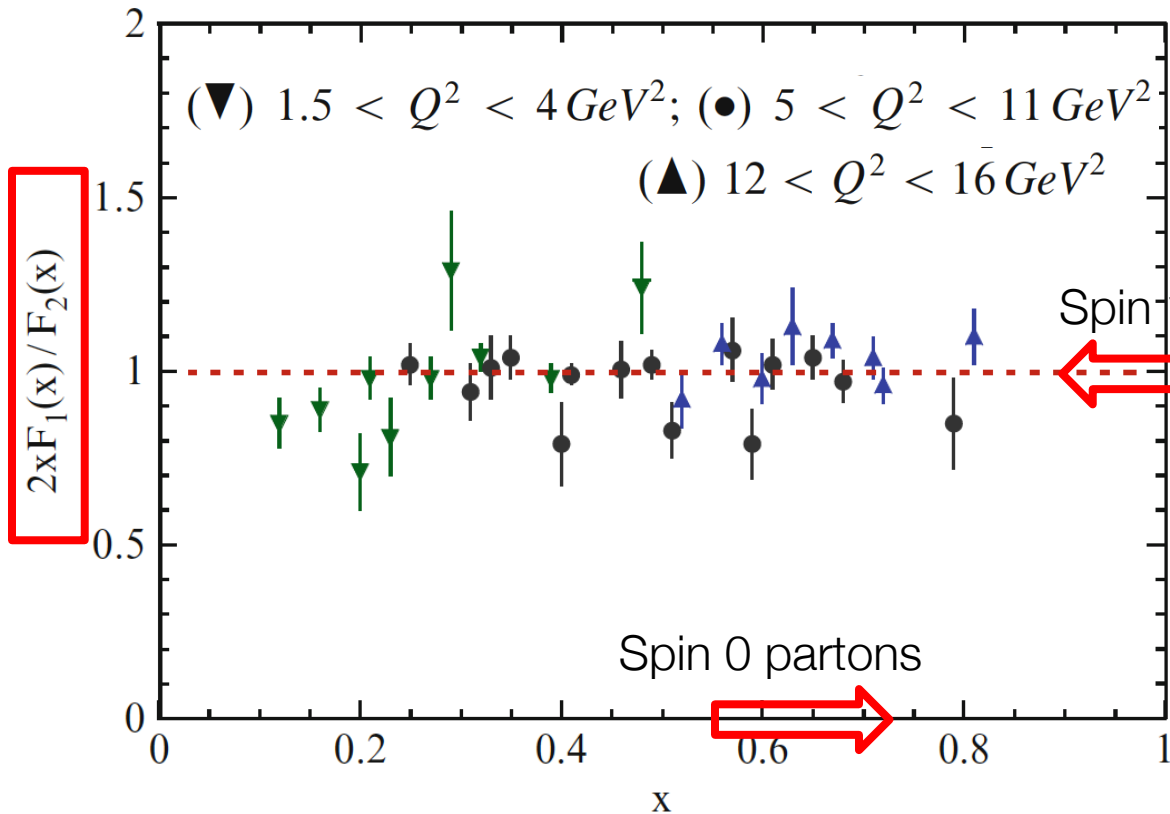 2
(▼) 1.5 < Q² < 4 GeV²; (●) 5 < Q² < 11 GeV²
(▲) 12 < Q² < 16 GeV²
1.5
2xF₁(x) / F₂(x)
Spin
1
0.5
Spin 0 partons
0
0 0.2 0.4 0.6 0.8 1
x